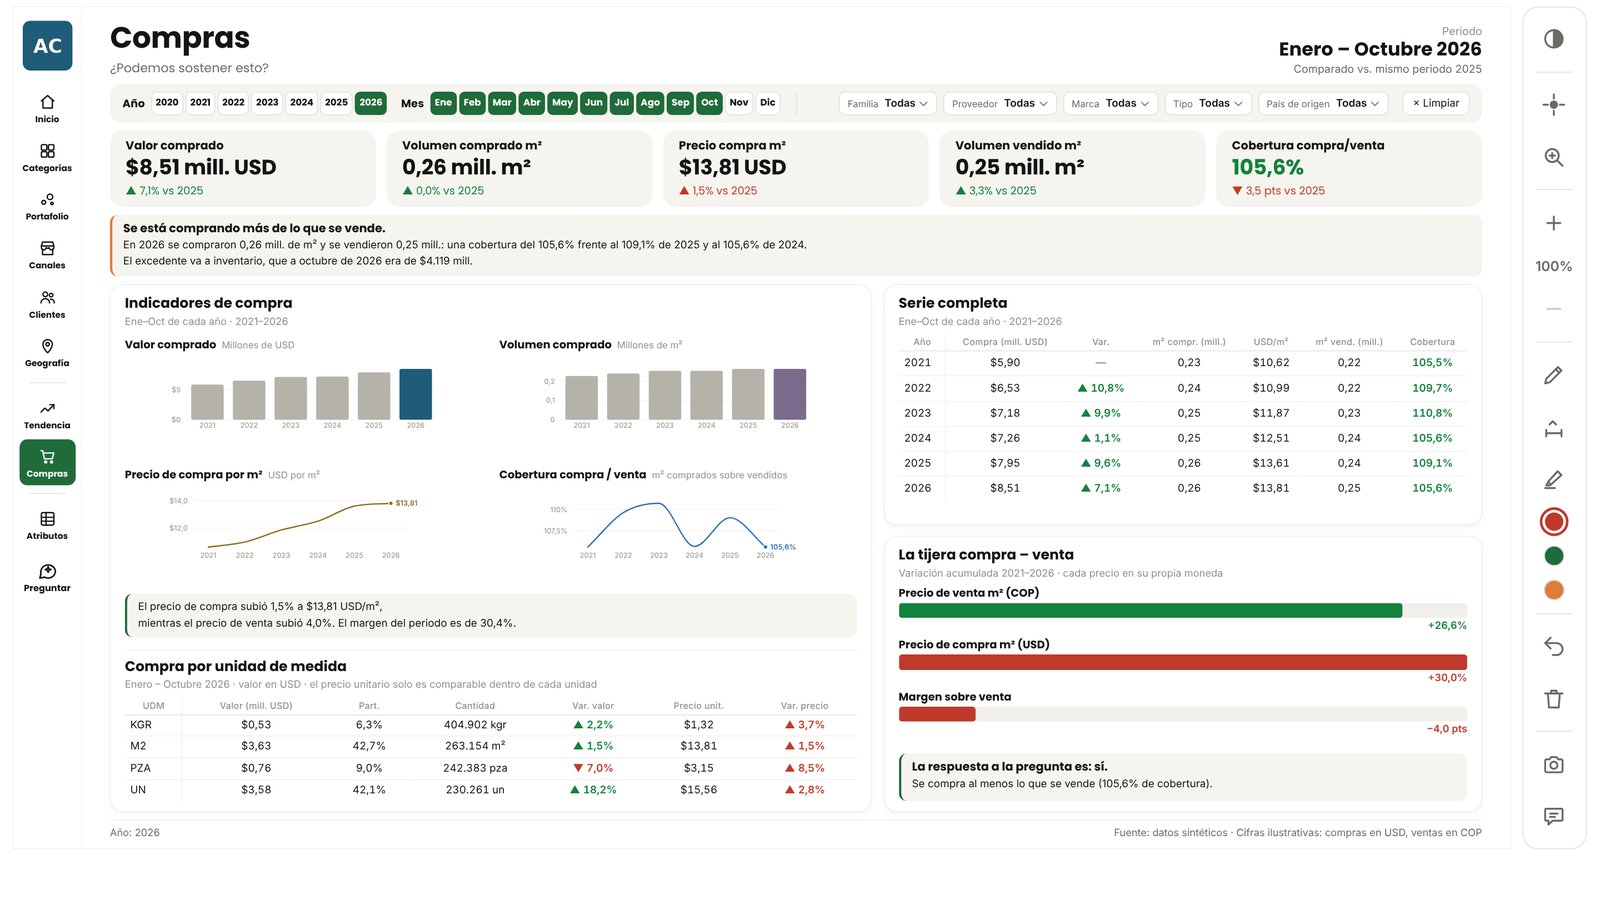 AC
Inicio
Categorías
Portafolio
Canales
Clientes
Geografía
Tendencia
Compras
Atributos
Preguntar
Compras
¿Podemos sostener esto?
Periodo
Enero – Octubre 2026
Comparado vs. mismo periodo 2025
Año 2020 2021 2022 2023 2024 2025 2026 Mes Ene Feb Mar Abr May Jun Jul Ago Sep Oct Nov Dic Familia Todas Proveedor Todas Marca Todas Tipo Todas País de origen Todas × Limpiar
Valor comprado
$8,51 mill. USD
▲ 7,1% vs 2025
Volumen comprado m²
0,26 mill. m²
▲ 0,0% vs 2025
Precio compra m²
$13,81 USD
▲ 1,5% vs 2025
Volumen vendido m²
0,25 mill. m²
▲ 3,3% vs 2025
Cobertura compra/venta
105,6%
▼ 3,5 pts vs 2025
Se está comprando más de lo que se vende.
En 2026 se compraron 0,26 mill. de m² y se vendieron 0,25 mill.: una cobertura del 105,6% frente al 109,1% de 2025 y al 105,6% de 2024.
El excedente va a inventario, que a octubre de 2026 era de $4.119 mill.
Indicadores de compra
Ene–Oct de cada año · 2021–2026
Valor comprado Millones de USD
$5
$0
2021 2022 2023 2024 2025 2026
Volumen comprado Millones de m²
0,2
0,1
0
2021 2022 2023 2024 2025 2026
Precio de compra por m² USD por m²
$14,0
$12,0
$13,81
2021 2022 2023 2024 2025 2026
Cobertura compra / venta m² comprados sobre vendidos
110%
107,5%
105,6%
2021 2022 2023 2024 2025 2026
El precio de compra subió 1,5% a $13,81 USD/m²,
mientras el precio de venta subió 4,0%. El margen del periodo es de 30,4%.
Compra por unidad de medida
Enero – Octubre 2026 · valor en USD · el precio unitario solo es comparable dentro de cada unidad
UDM Valor (mill. USD) Part. Cantidad Var. valor Precio unit. Var. precio
KGR $0,53 6,3% 404.902 kgr ▲ 2,2% $1,32 ▲ 3,7%
M2 $3,63 42,7% 263.154 m² ▲ 1,5% $13,81 ▲ 1,5%
PZA $0,76 9,0% 242.383 pza ▼ 7,0% $3,15 ▲ 8,5%
UN $3,58 42,1% 230.261 un ▲ 18,2% $15,56 ▲ 2,8%
Serie completa
Ene–Oct de cada año · 2021–2026
Año Compra (mill. USD) Var. m² compr. (mill.) USD/m² m² vend. (mill.) Cobertura
2021 $5,90 — 0,23 $10,62 0,22 105,5%
2022 $6,53 ▲ 10,8% 0,24 $10,99 0,22 109,7%
2023 $7,18 ▲ 9,9% 0,25 $11,87 0,23 110,8%
2024 $7,26 ▲ 1,1% 0,25 $12,51 0,24 105,6%
2025 $7,95 ▲ 9,6% 0,26 $13,61 0,24 109,1%
2026 $8,51 ▲ 7,1% 0,26 $13,81 0,25 105,6%
La tijera compra – venta
Variación acumulada 2021–2026 · cada precio en su propia moneda
Precio de venta m² (COP)
+26,6%
Precio de compra m² (USD)
+30,0%
Margen sobre venta
−4,0 pts
La respuesta a la pregunta es: sí.
Se compra al menos lo que se vende (105,6% de cobertura).
Año: 2026
Fuente: datos sintéticos · Cifras ilustrativas: compras en USD, ventas en COP
100%